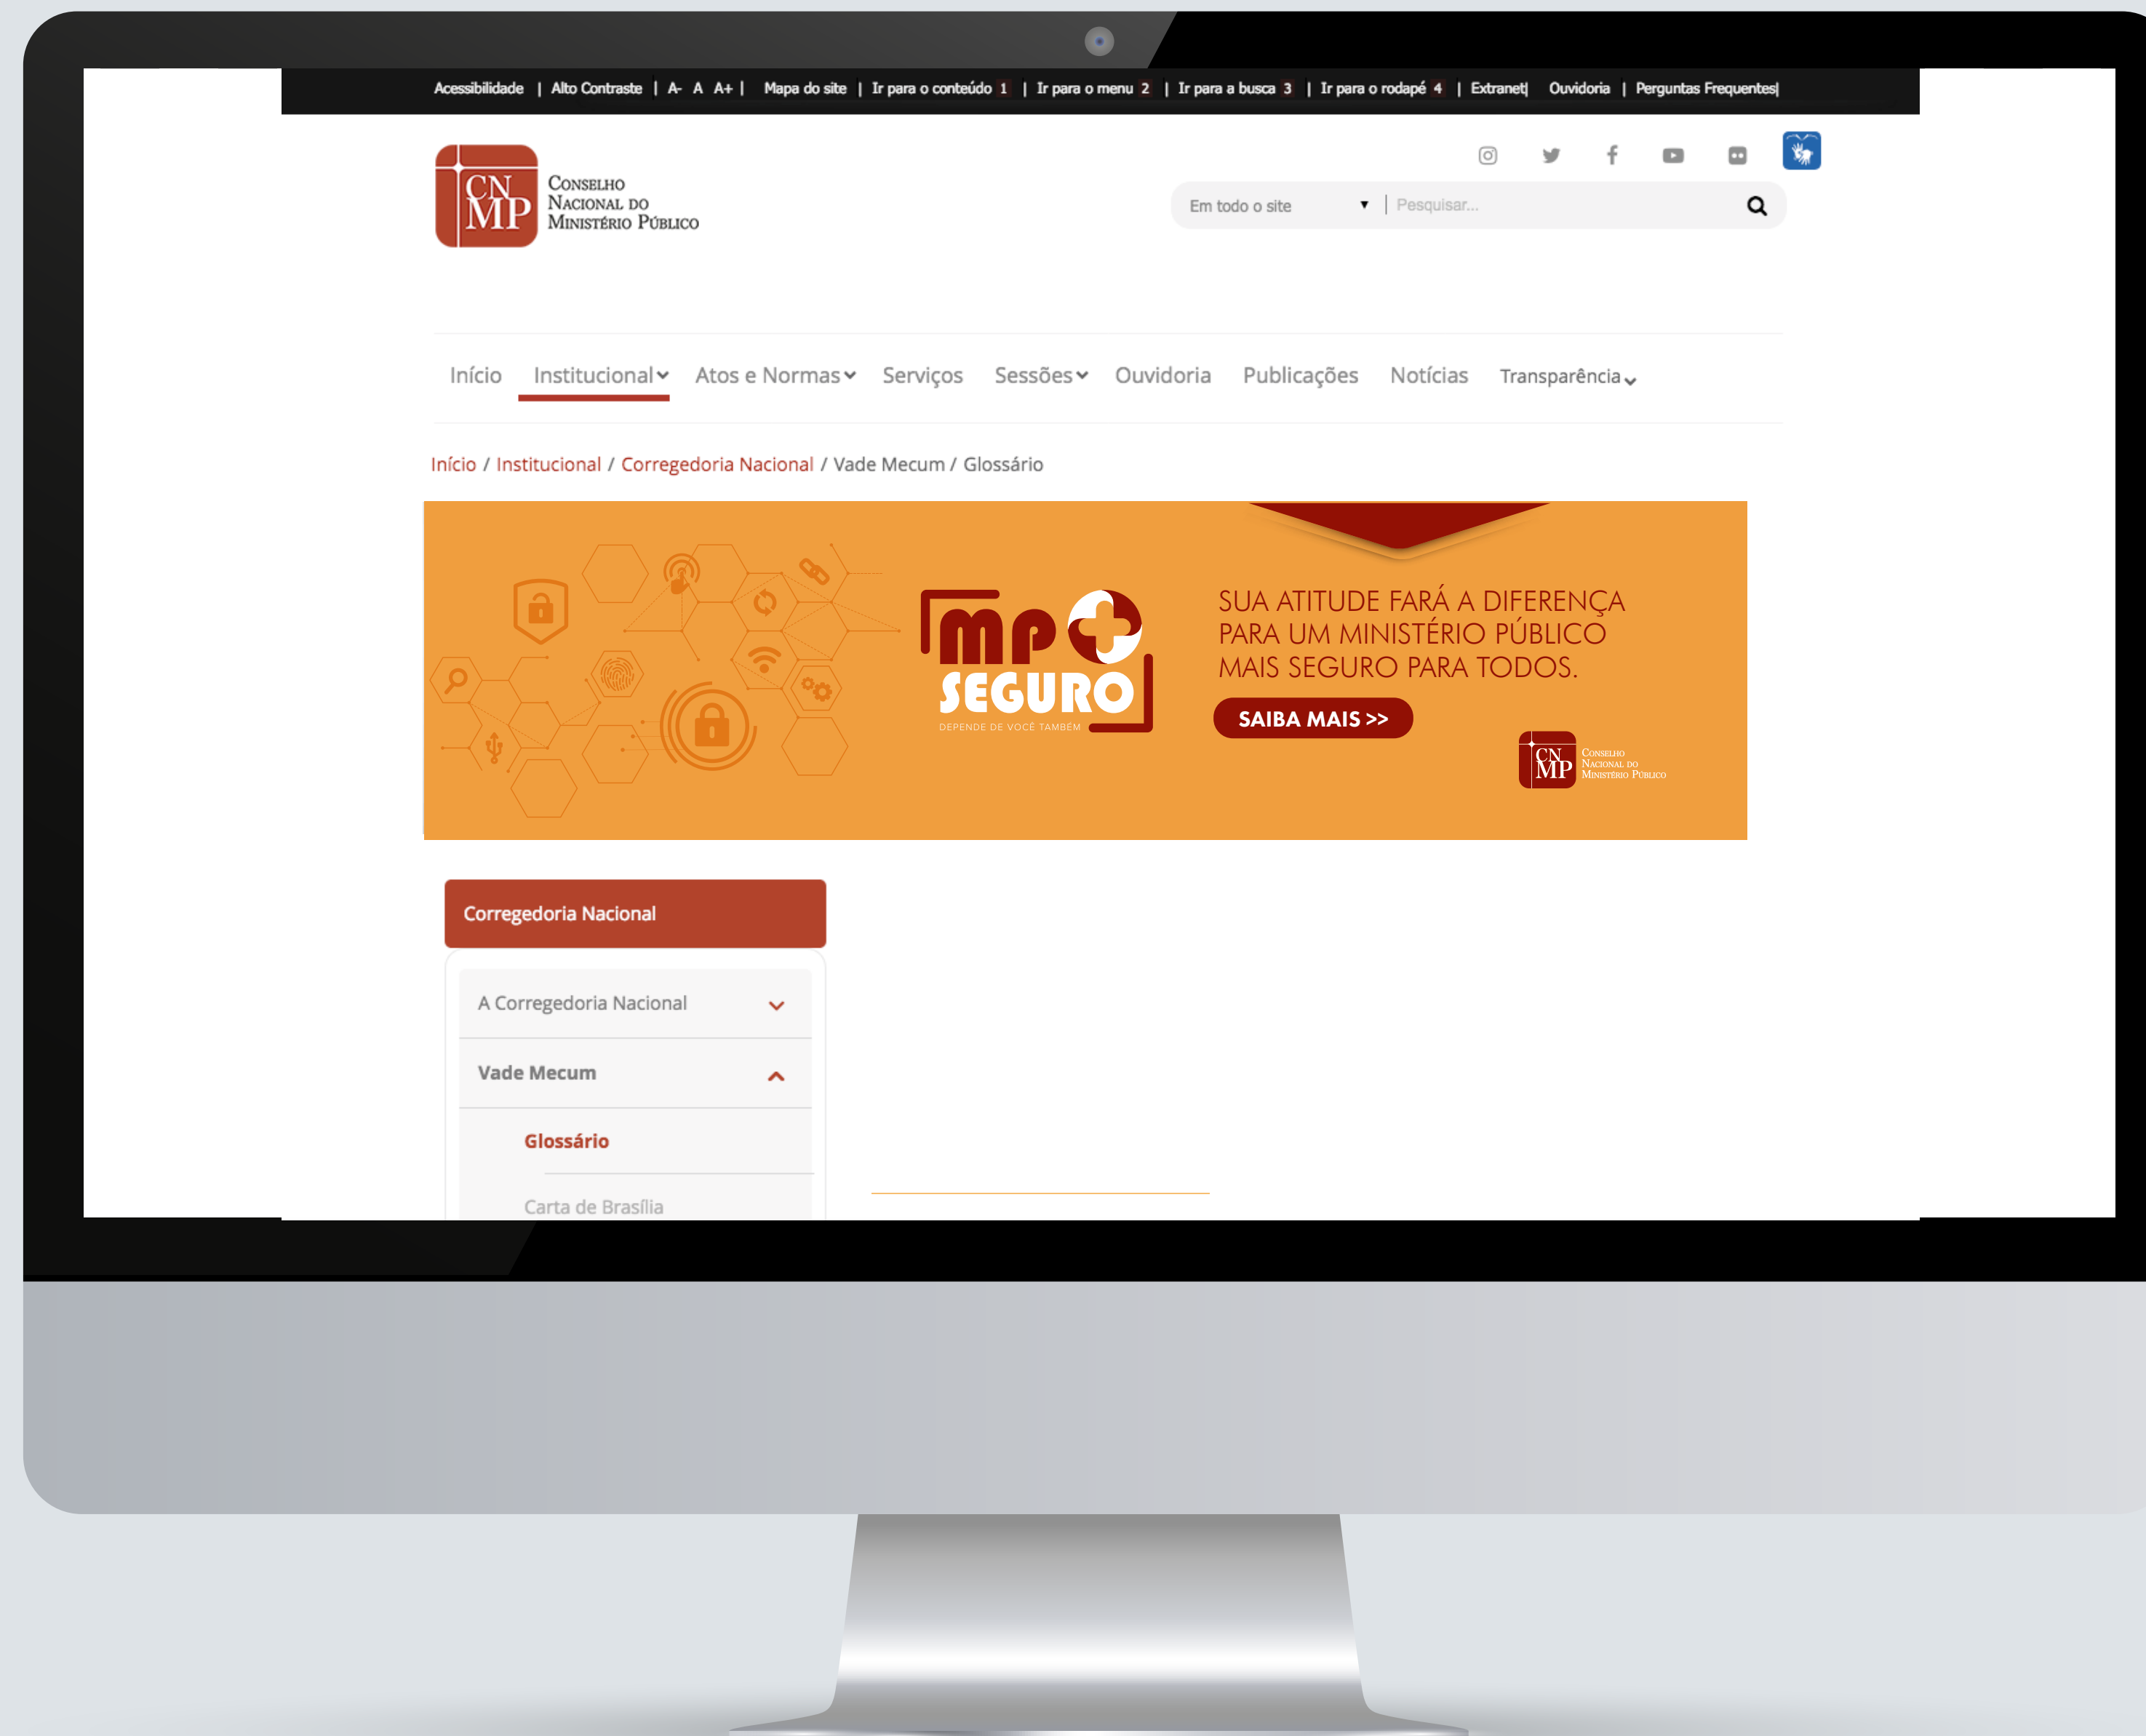 Acessibilidade | Alto Contraste | A- A A+ | Mapa do site | Ir para o conteúdo 1 | Ir para o menu 2 | Ir para a busca 3 | Ir para o rodapé 4 | Extranet| Ouvidoria | Perguntas Frequentes|
CN
MP
Conselho
Nacional do
Ministério Público
Em todo o site ▼ | Pesquisar...
Início Institucional Atos e Normas Serviços Sessões Ouvidoria Publicações Notícias Transparência
Início / Institucional / Corregedoria Nacional / Vade Mecum / Glossário
MP+
SEGURO
DEPENDE DE VOCÊ TAMBÉM
SUA ATITUDE FARÁ A DIFERENÇA
PARA UM MINISTÉRIO PÚBLICO
MAIS SEGURO PARA TODOS.
SAIBA MAIS >>
CN
MP
Conselho
Nacional do
Ministério Público
Corregedoria Nacional
A Corregedoria Nacional
Vade Mecum
Glossário
Carta de Brasília